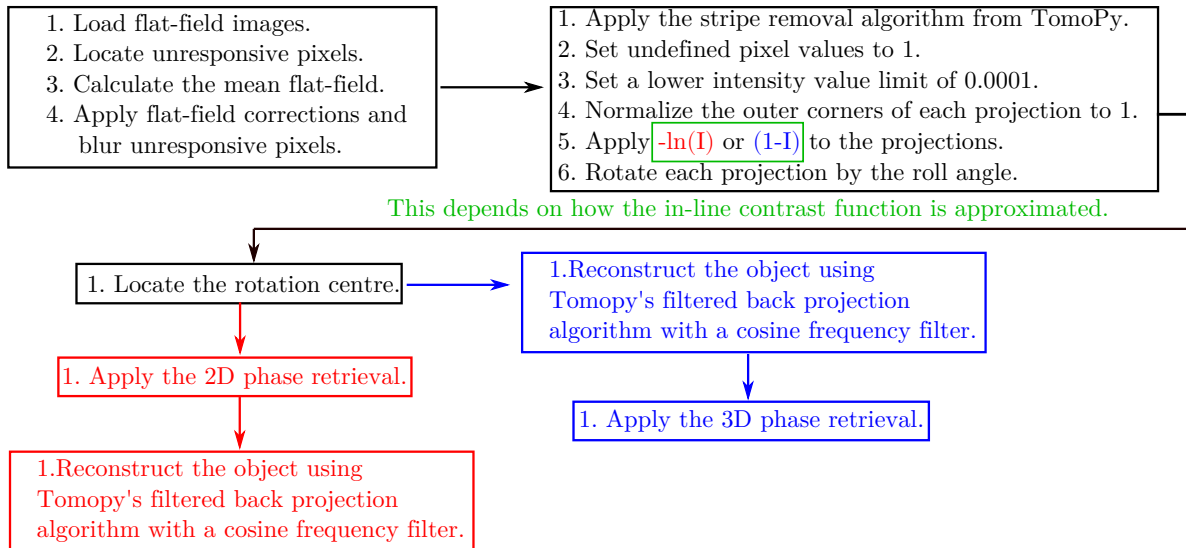 1. Load flat-field images.
2. Locate unresponsive pixels.
3. Calculate the mean flat-field.
4. Apply flat-field corrections and
blur unresponsive pixels.
1. Apply the stripe removal algorithm from TomoPy.
2. Set undefined pixel values to 1.
3. Set a lower intensity value limit of 0.0001.
4. Normalize the outer corners of each projection to 1.
5. Apply -ln(I) or (1-I) to the projections.
6. Rotate each projection by the roll angle.
This depends on how the in-line contrast function is approximated.
1. Locate the rotation centre.
1.Reconstruct the object using
Tomopy's filtered back projection
algorithm with a cosine frequency filter.
1. Apply the 2D phase retrieval.
1. Apply the 3D phase retrieval.
1.Reconstruct the object using
Tomopy's filtered back projection
algorithm with a cosine frequency filter.